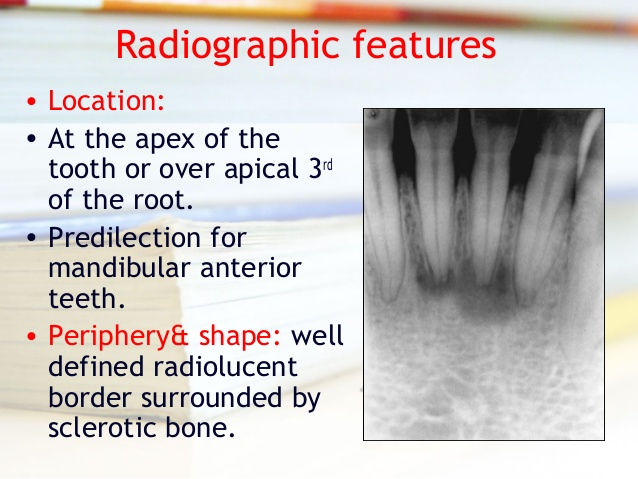 Radiographic features
• Location:
• At the apex of the
tooth or over apical 3rd
of the root.
• Predilection for
mandibular anterior
teeth.
• Periphery& shape: well
defined radiolucent
border surrounded by
sclerotic bone.